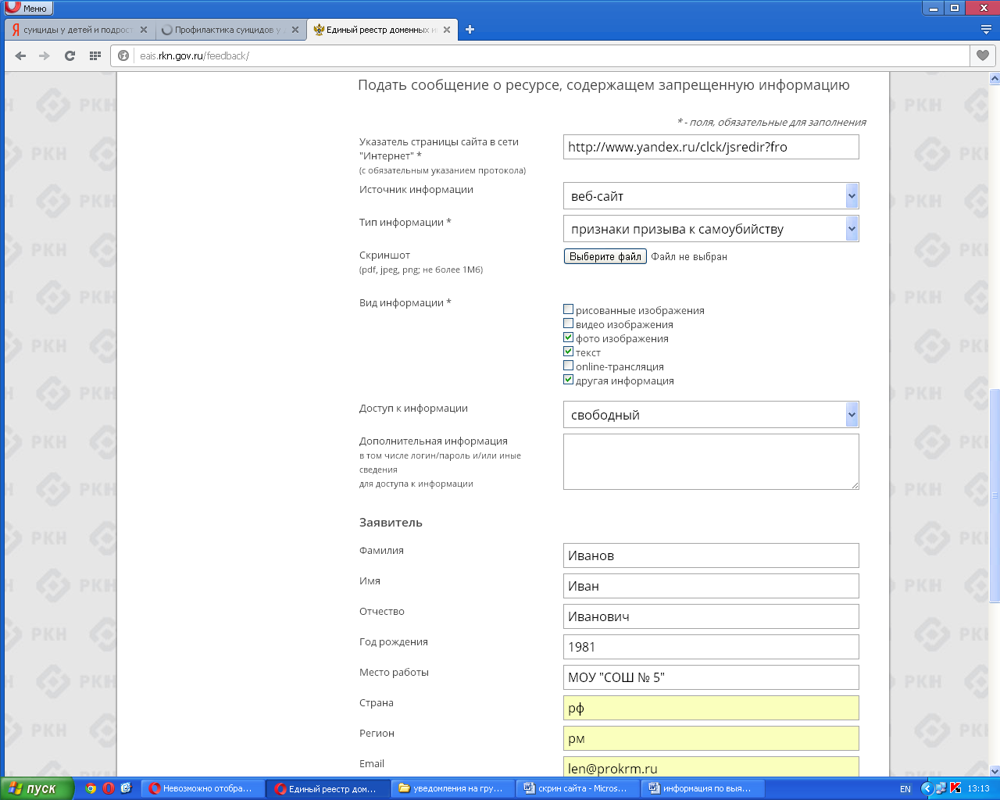 Меню
суициды у детей и подрост
Профилактика суицидов у д
Единый реестр доменных и
eais.rkn.gov.ru/feedback/
Подать сообщение о ресурсе, содержащем запрещенную информацию
* - поля, обязательные для заполнения
Указатель страницы сайта в сети
"Интернет" *
(с обязательным указанием протокола)
http://www.yandex.ru/clck/jsredir?fro
Источник информации
веб-сайт
Тип информации *
признаки призыва к самоубийству
Скриншот
(pdf, jpeg, png; не более 1Мб)
Выберите файл Файл не выбран
Вид информации *
рисованные изображения
видео изображения
фото изображения
текст
online-трансляция
другая информация
Доступ к информации
свободный
Дополнительная информация
в том числе логин/пароль и/или иные
сведения
для доступа к информации
Заявитель
Фамилия
Иванов
Имя
Иван
Отчество
Иванович
Год рождения
1981
Место работы
МОУ "СОШ № 5"
Страна
рф
Регион
рм
Email
len@prokrm.ru
РКН
пуск
Невозможно отобра...
Единый реестр дом...
уведомления на гру...
скрин сайта - Micros...
информация по выя...
EN
13:13